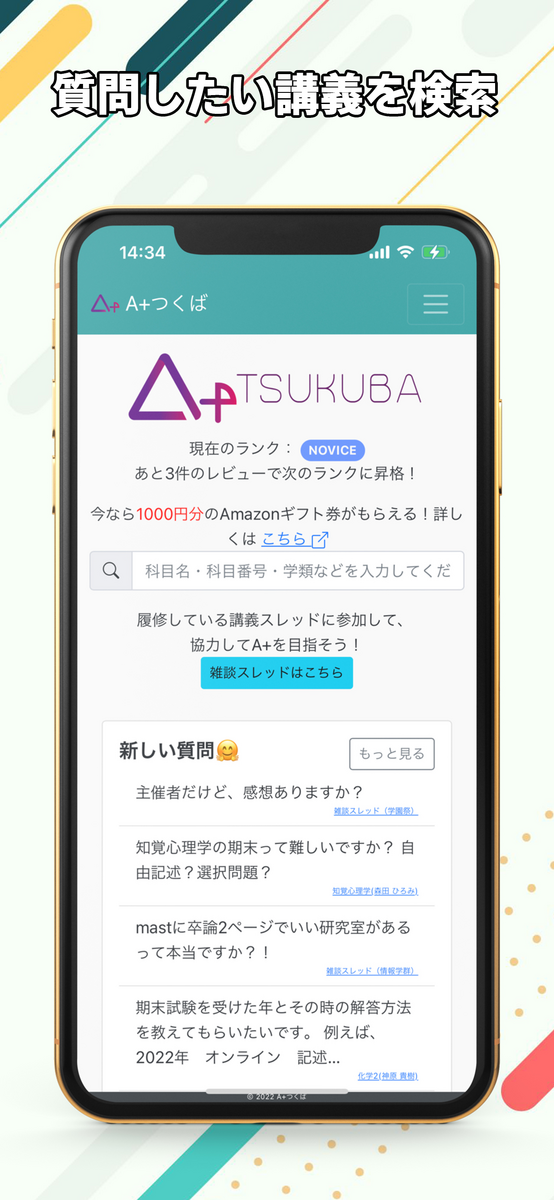 質問したい講義を検索
14:34
A+つくば
A+TSUKUBA
現在のランク： NOVICE
あと3件のレビューで次のランクに昇格！
今なら1000円分のAmazonギフト券がもらえる！詳し
くは こちら
科目名・科目番号・学類などを入力してくだ
履修している講義スレッドに参加して、
協力してA+を目指そう！
雑談スレッドはこちら
新しい質問🤗 もっと見る
主催者だけど、感想ありますか？
雑談スレッド（学園祭）
知覚心理学の期末って難しいですか？ 自
由記述？選択問題？
知覚心理学(森田 ひろみ)
mastに卒論2ページでいい研究室がある
って本当ですか？！
雑談スレッド（情報学群）
期末試験を受けた年とその時の解答方法
を教えてもらいたいです。 例えば、
2022年　オンライン　記述...
化学2(神原 貴樹)
© 2022 A+つくば